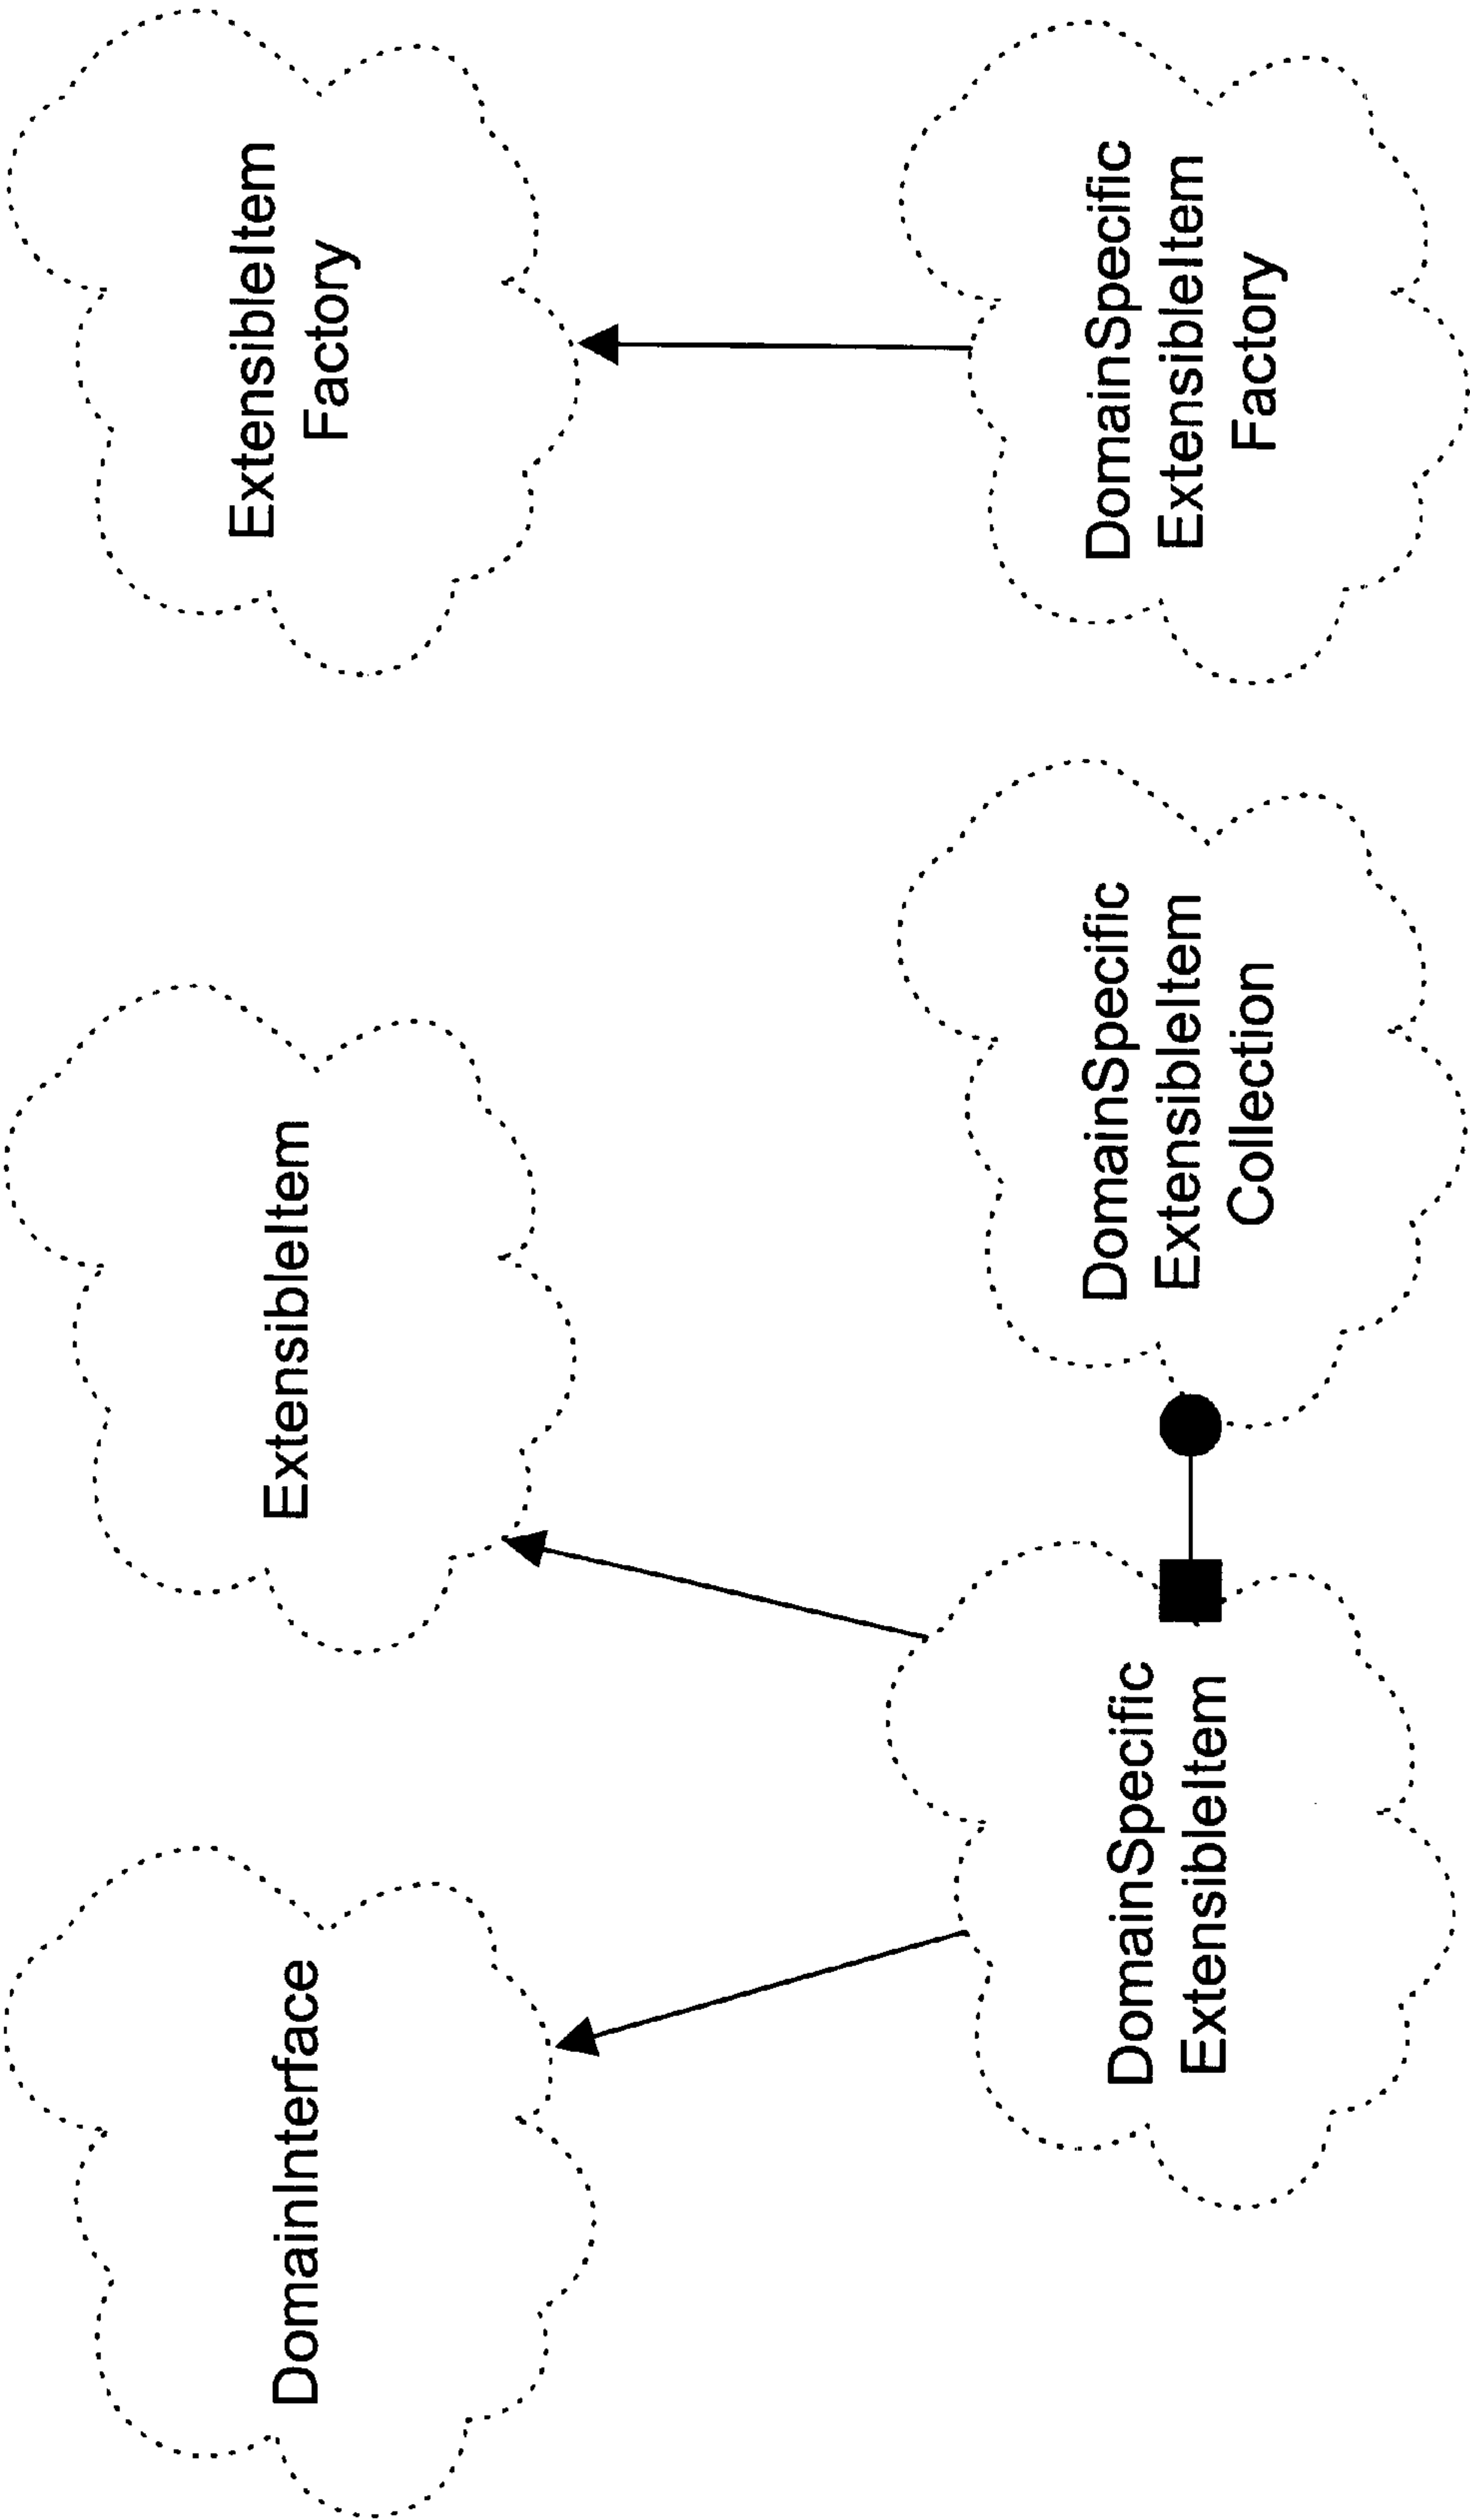 DomainInterface
ExtensibleItem
ExtensibleItem
Factory
DomainSpecific
ExtensibleItem
DomainSpecific
ExtensibleItem
Collection
DomainSpecific
ExtensibleItem
Factory